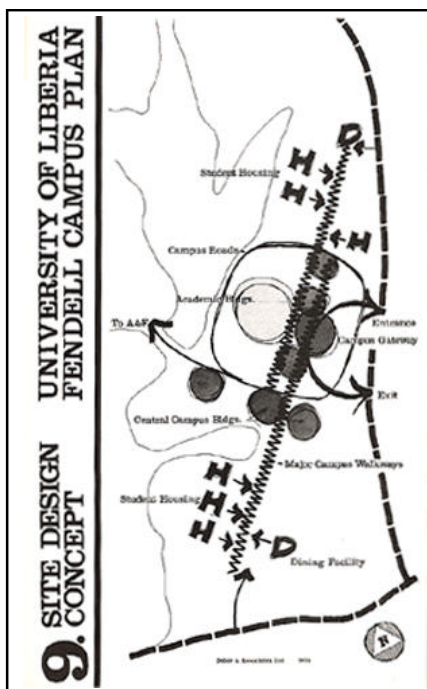 UNIVERSITY OF LIBERIA
FENDELL CAMPUS PLAN
9. SITE DESIGN
CONCEPT
D
H
Student Housing
H
H
Campus Roads
Academic Bldgs.
To A&F
Entrance
Campus Gateway
Exit
Central Campus Bldgs.
Major Campus Walkways
H
Student Housing
H
H
D
Dining Facility
N